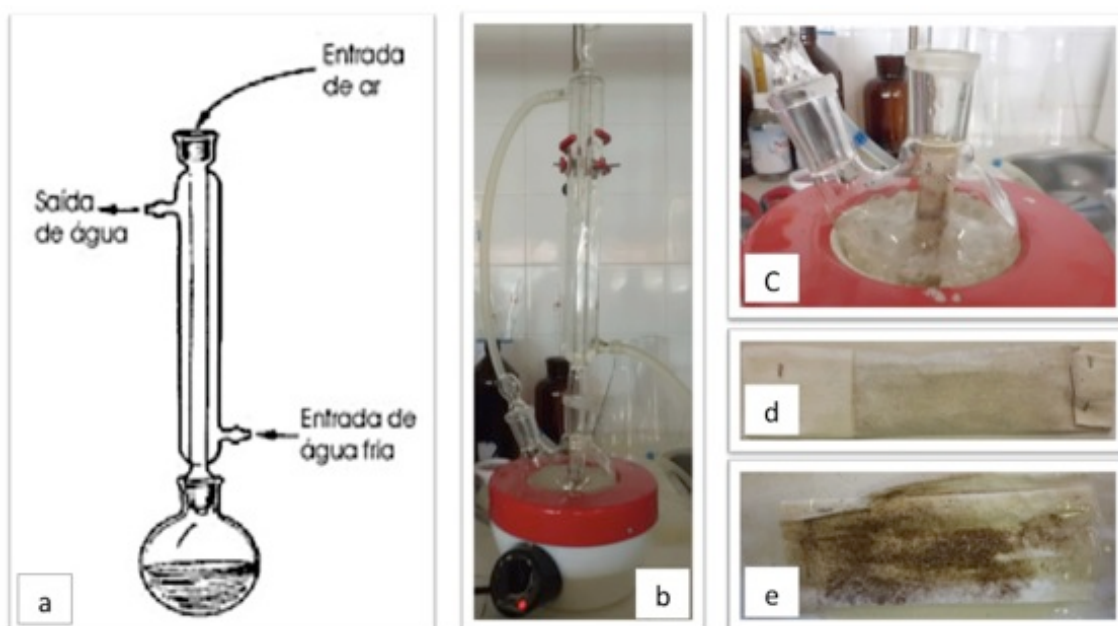 Entrada
de ar
Saída
de água
Entrada de
água fria
a
b
C
d
e